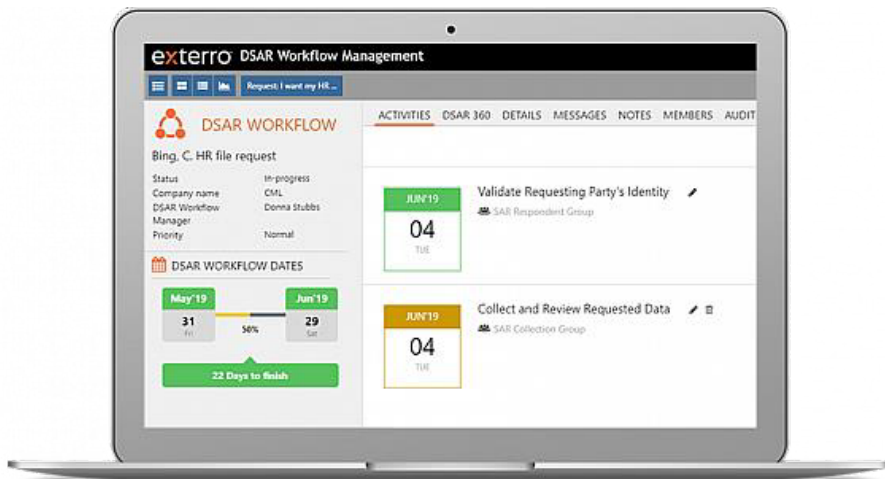 exterro DSAR Workflow Management
Request: I want my HR ...
DSAR WORKFLOW
Bing, C. HR file request
Status In-progress
Company name CML
DSAR Workflow Manager Donna Stubbs
Priority Normal
DSAR WORKFLOW DATES
May'19 Jun'19
31 29
Fri Sat
50%
22 Days to finish
ACTIVITIES DSAR 360 DETAILS MESSAGES NOTES MEMBERS AUDIT
JUN'19
04
TUE
Validate Requesting Party's Identity
SAR Respondent Group
JUN'19
04
TUE
Collect and Review Requested Data
SAR Collection Group